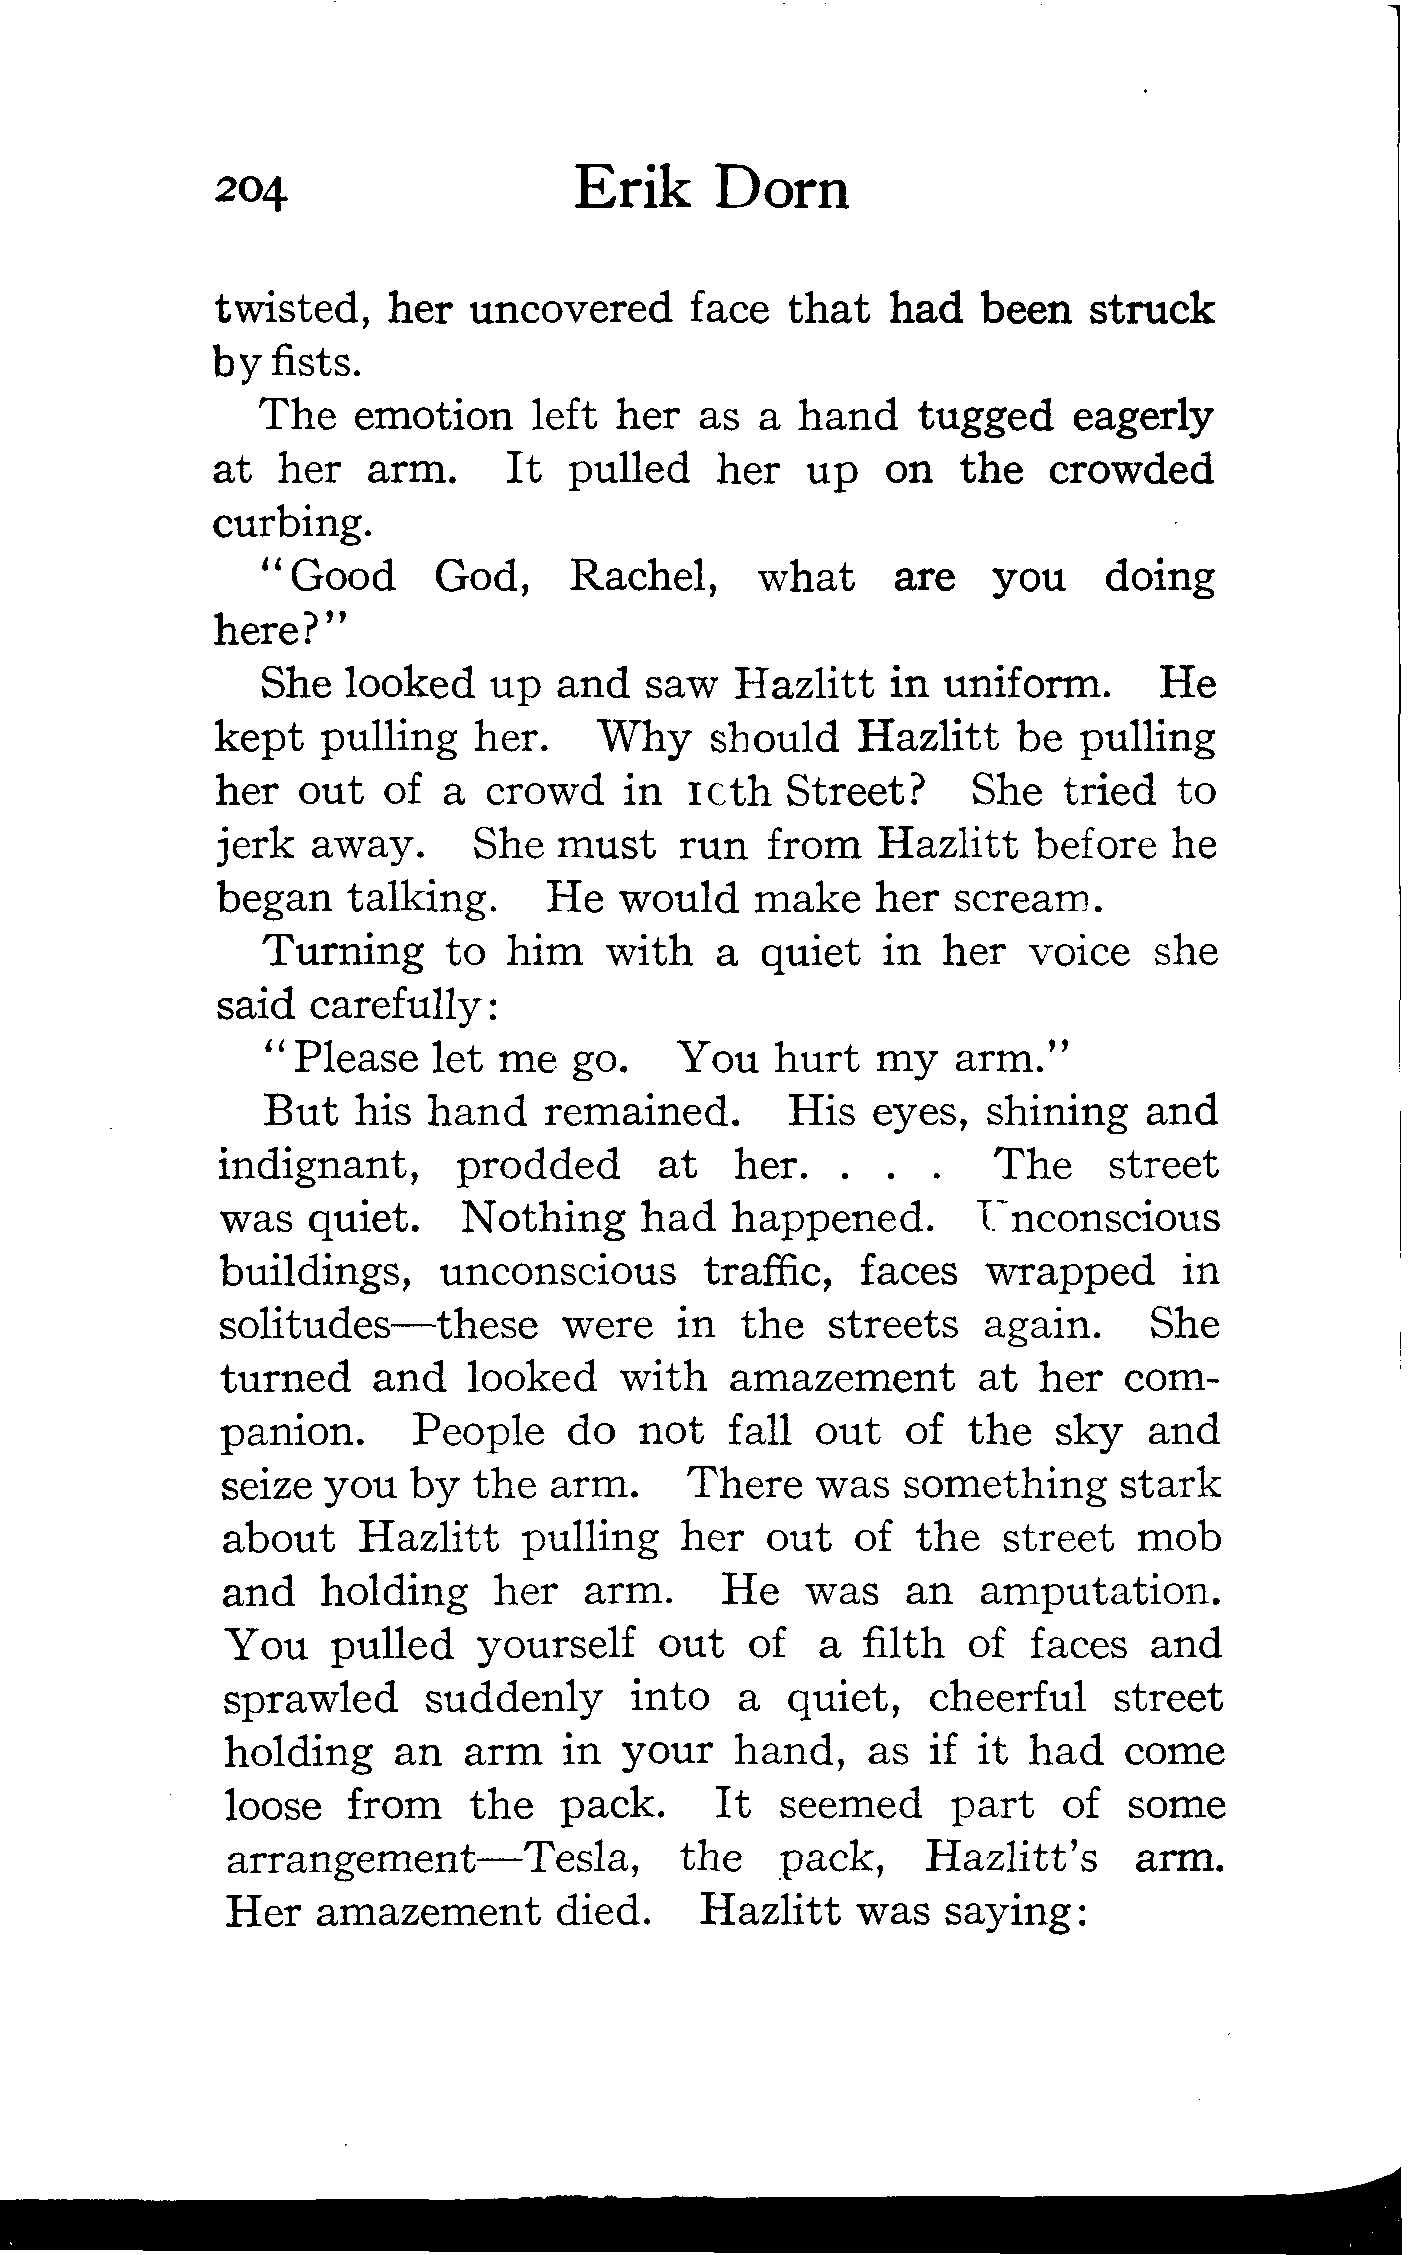 204 Erik Dorn
twisted, her uncovered face that had been struck
by fists.
The emotion left her as a hand tugged eagerly
at her arm. It pulled her up on the crowded
curbing.
"Good God, Rachel, what are you doing
here?"
She looked up and saw Hazlitt in uniform. He
kept pulling her. Why should Hazlitt be pulling
her out of a crowd in 10th Street? She tried to
jerk away. She must run from Hazlitt before he
began talking. He would make her scream.
Turning to him with a quiet in her voice she
said carefully:
"Please let me go. You hurt my arm."
But his hand remained. His eyes, shining and
indignant, prodded at her. . . . The street
was quiet. Nothing had happened. Unconscious
buildings, unconscious traffic, faces wrapped in
solitudes—these were in the streets again. She
turned and looked with amazement at her com-
panion. People do not fall out of the sky and
seize you by the arm. There was something stark
about Hazlitt pulling her out of the street mob
and holding her arm. He was an amputation.
You pulled yourself out of a filth of faces and
sprawled suddenly into a quiet, cheerful street
holding an arm in your hand, as if it had come
loose from the pack. It seemed part of some
arrangement—Tesla, the pack, Hazlitt's arm.
Her amazement died. Hazlitt was saying: